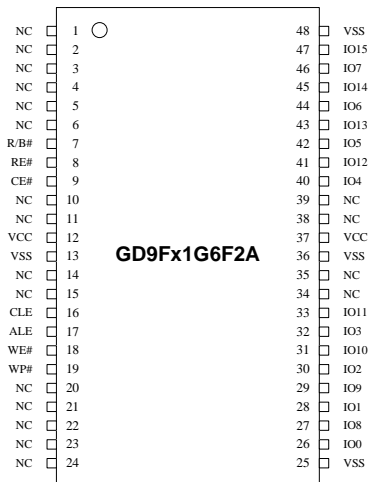 NC 1 48 VSS
NC 2 47 IO15
NC 3 46 IO7
NC 4 45 IO14
NC 5 44 IO6
NC 6 43 IO13
R/B# 7 42 IO5
RE# 8 41 IO12
CE# 9 40 IO4
NC 10 39 NC
NC 11 38 NC
VCC 12 37 VCC
VSS 13 GD9Fx1G6F2A 36 VSS
NC 14 35 NC
NC 15 34 NC
CLE 16 33 IO11
ALE 17 32 IO3
WE# 18 31 IO10
WP# 19 30 IO2
NC 20 29 IO9
NC 21 28 IO1
NC 22 27 IO8
NC 23 26 IO0
NC 24 25 VSS